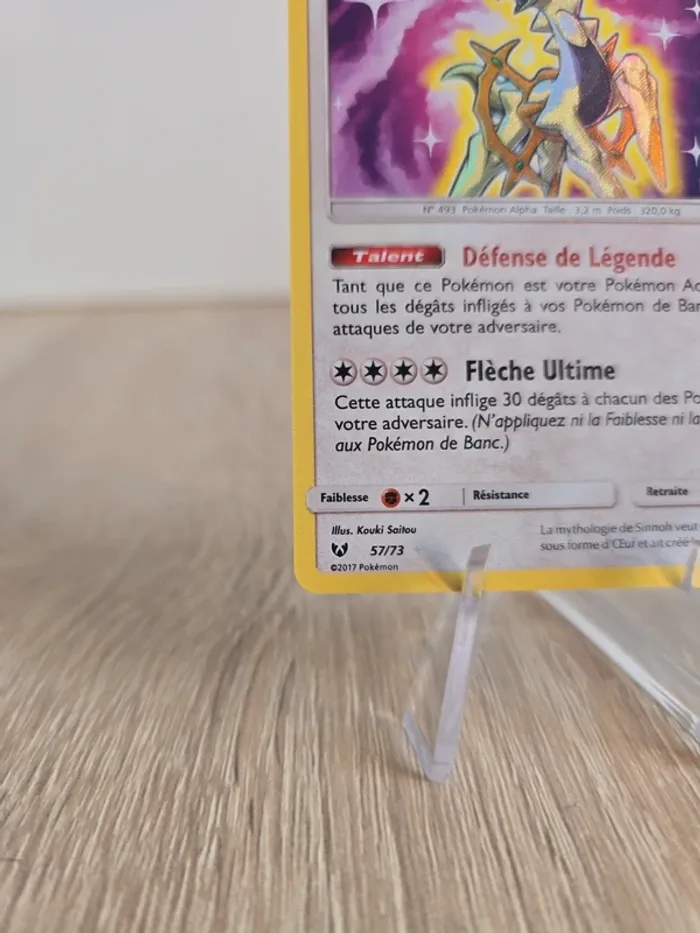 N° 493 Pokémon Alpha Taille : 3,2 m Poids : 320,0 kg
Talent Défense de Légende
Tant que ce Pokémon est votre Pokémon Ac
tous les dégâts infligés à vos Pokémon de Ban
attaques de votre adversaire.
Flèche Ultime
Cette attaque inflige 30 dégâts à chacun des Po
votre adversaire. (N'appliquez ni la Faiblesse ni la
aux Pokémon de Banc.)
Faiblesse ×2 Résistance Retraite
Illus. Kouki Saitou
57/73
©2017 Pokémon
La mythologie de Sinnoh veut
sous forme d'Œuf et ait créé